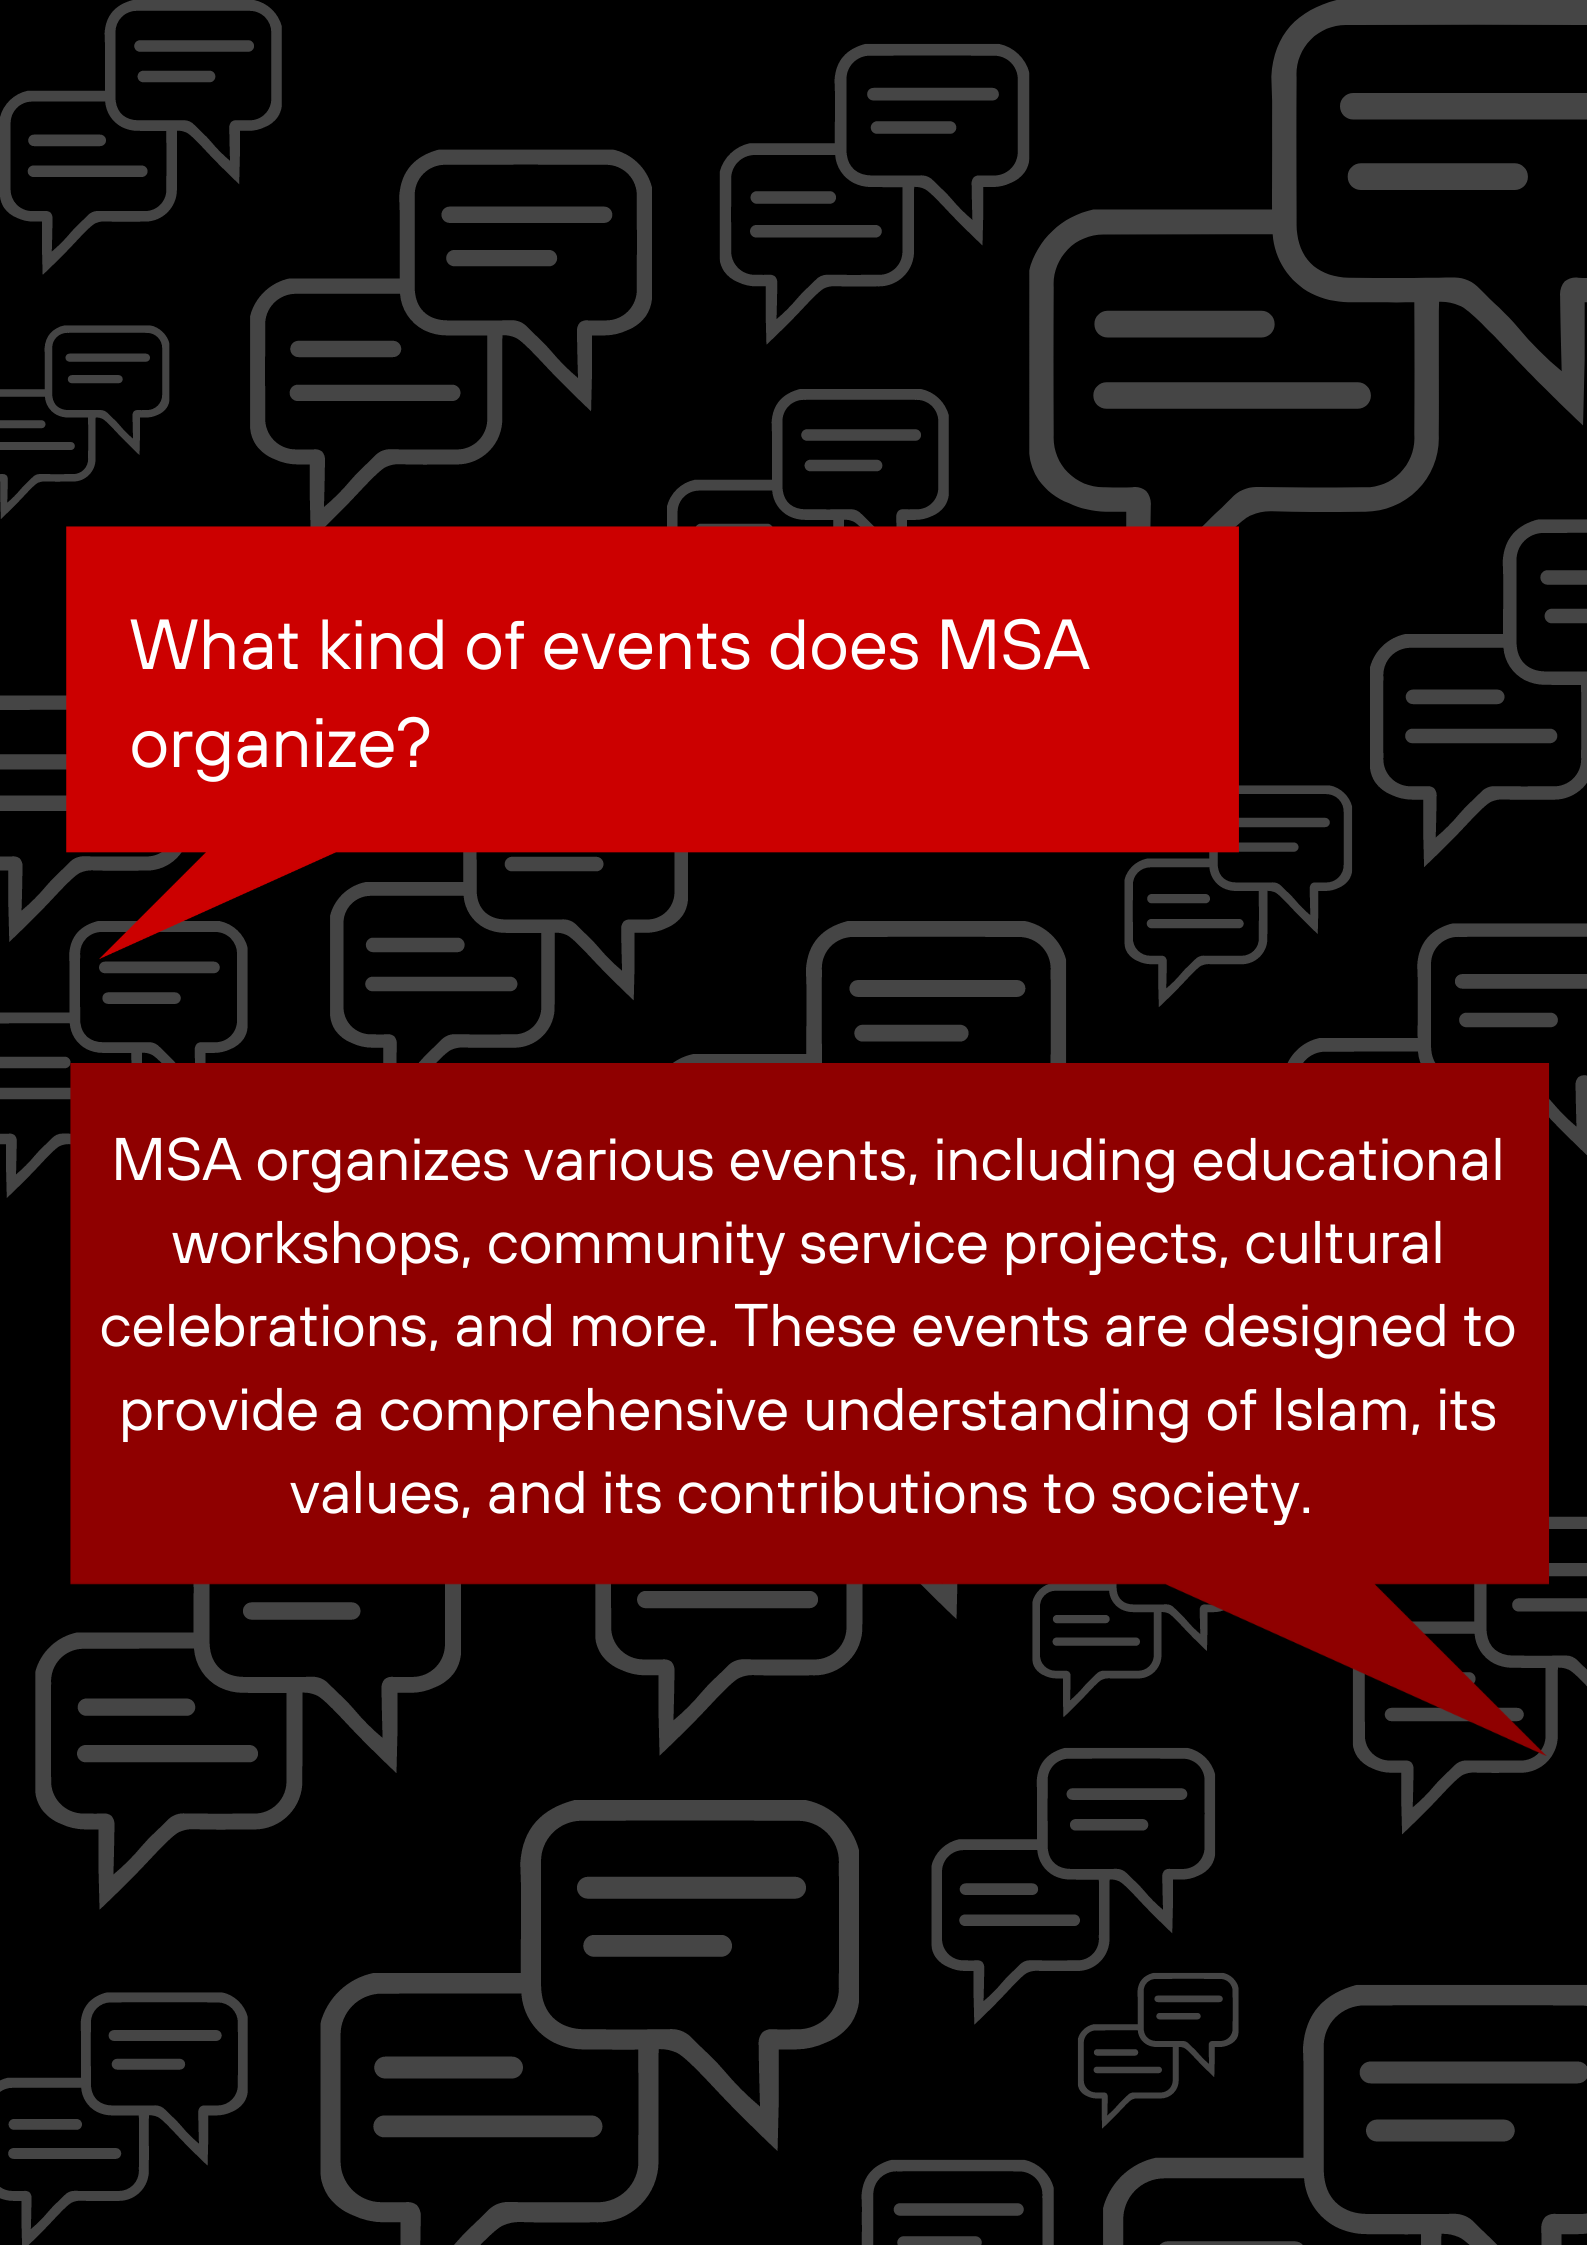 What kind of events does MSA
organize?
MSA organizes various events, including educational
workshops, community service projects, cultural
celebrations, and more. These events are designed to
provide a comprehensive understanding of Islam, its
values, and its contributions to society.